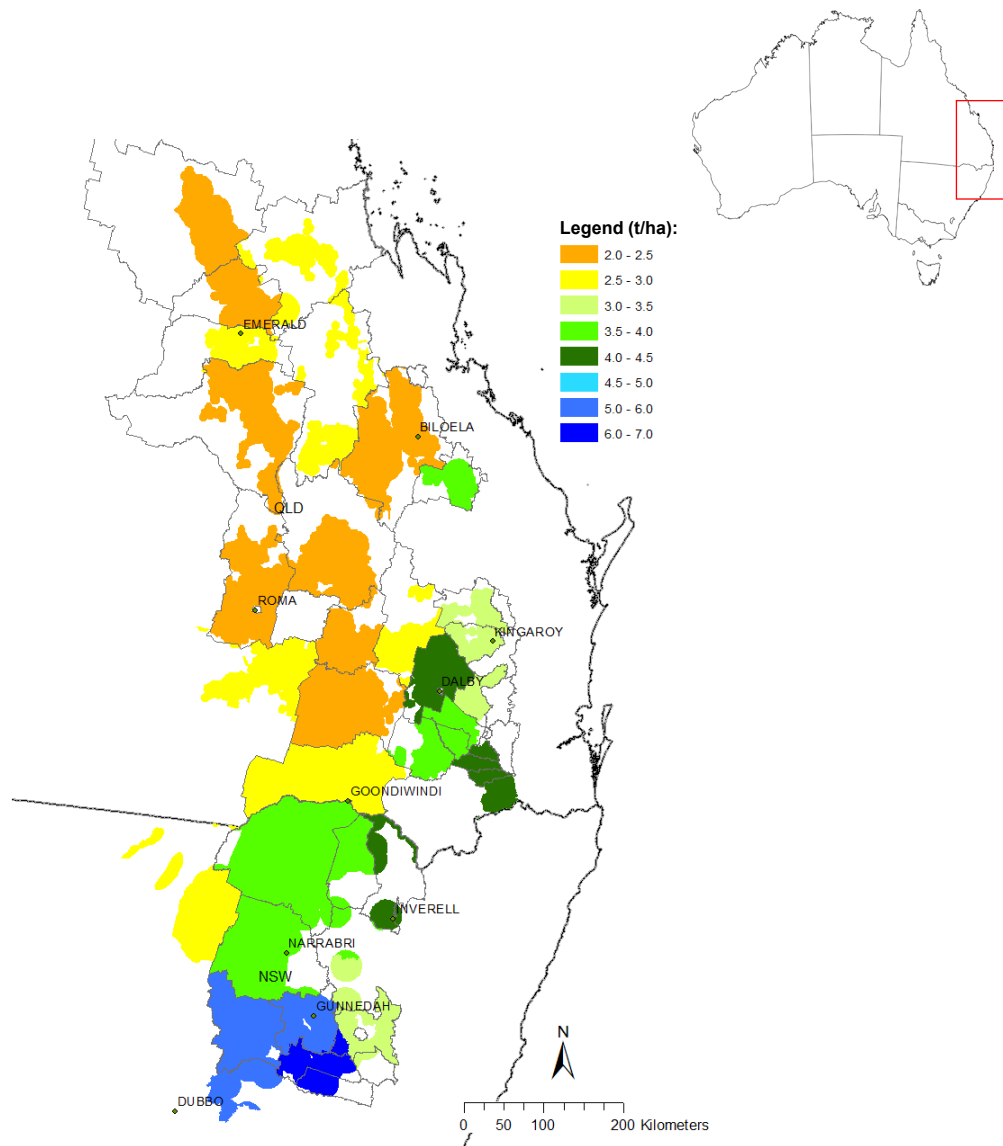 Legend (t/ha):
2.0 - 2.5
2.5 - 3.0
3.0 - 3.5
3.5 - 4.0
4.0 - 4.5
4.5 - 5.0
5.0 - 6.0
6.0 - 7.0
EMERALD
BILOELA
QLD
ROMA
KINGAROY
DALBY
GOONDIWINDI
INVERELL
NARRABRI
NSW
GUNNEDAH
DUBBO
N
0 50 100 200 Kilometers